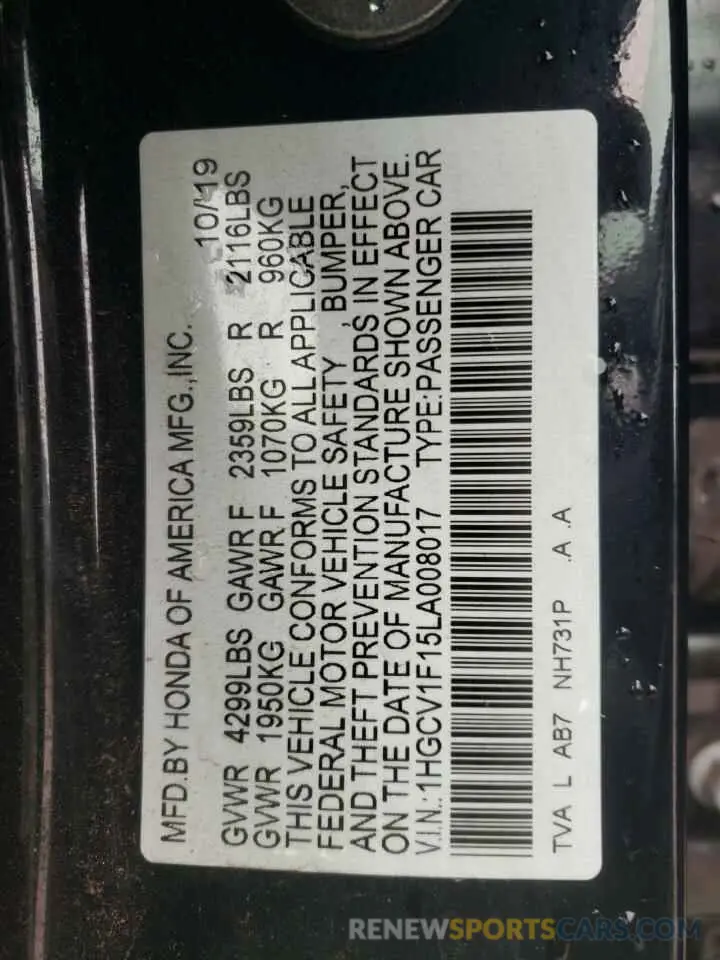 MFD.BY HONDA OF AMERICA MFG.,INC. 10/19
GVWR 4299LBS GAWR F 2359LBS R 2116LBS
GVWR 1950KG GAWR F 1070KG R 960KG
THIS VEHICLE CONFORMS TO ALL APPLICABLE
FEDERAL MOTOR VEHICLE SAFETY, BUMPER,
AND THEFT PREVENTION STANDARDS IN EFFECT
ON THE DATE OF MANUFACTURE SHOWN ABOVE.
V.I.N.:1HGCV1F15LA008017 TYPE:PASSENGER CAR
TVA L AB7 NH731P .A .A
RENEWSPORTSCARS.COM